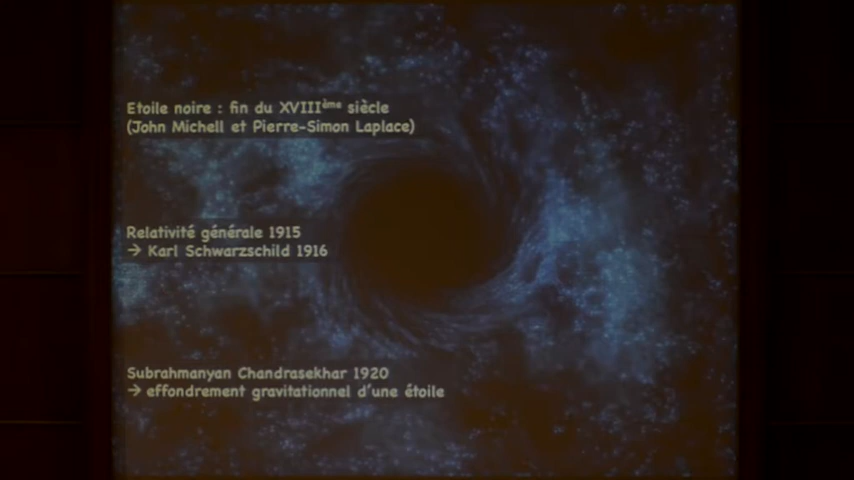 Etoile noire : fin du XVIIIème siècle
(John Michell et Pierre-Simon Laplace)
Relativité générale 1915
→ Karl Schwarzschild 1916
Subrahmanyan Chandrasekhar 1920
→ effondrement gravitationnel d'une étoile